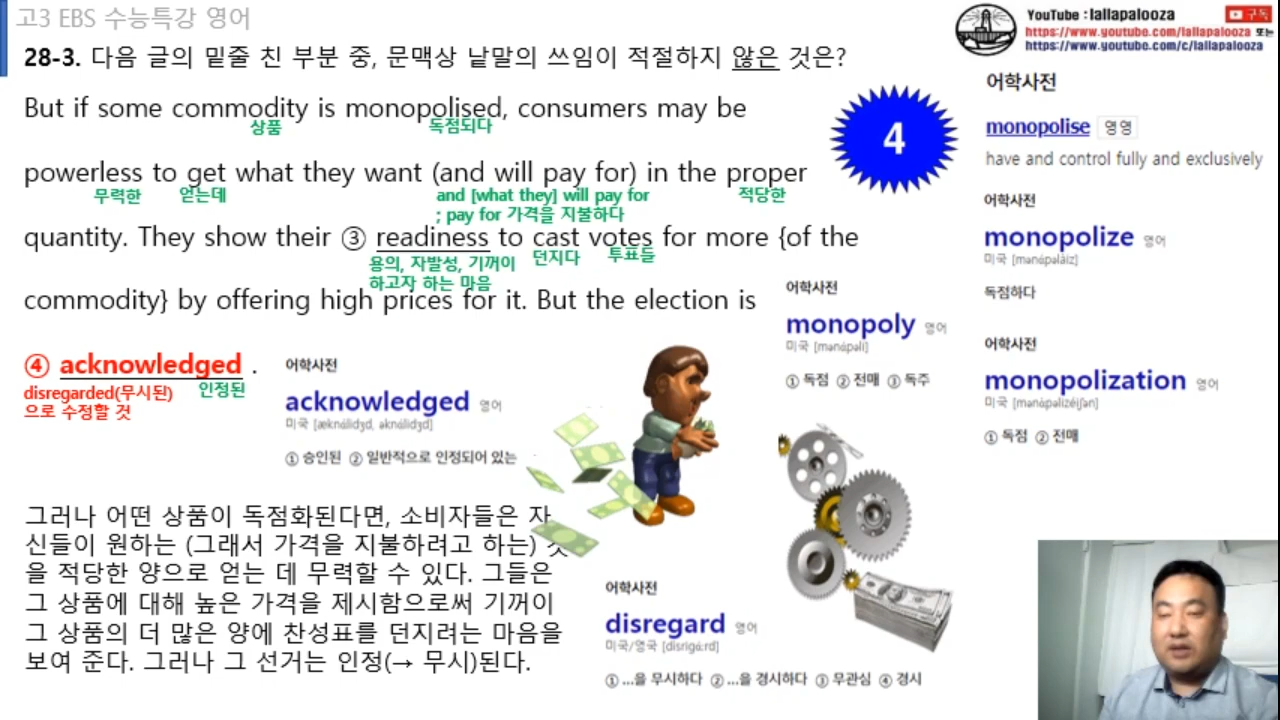 고3 EBS 수능특강 영어
YouTube : lallapalooza
구독
https://www.youtube.com/lallapalooza 또는
https://www.youtube.com/c/lallapalooza
28-3. 다음 글의 밑줄 친 부분 중, 문맥상 낱말의 쓰임이 적절하지 않은 것은?
But if some commodity is monopolised, consumers may be
상품 독점되다
powerless to get what they want (and will pay for) in the proper
무력한 얻는데 and [what they] will pay for 적당한
; pay for 가격을 지불하다
quantity. They show their ③ readiness to cast votes for more {of the
용의, 자발성, 기꺼이 던지다 투표들
하고자 하는 마음
commodity} by offering high prices for it. But the election is
④ acknowledged .
disregarded(무시된) 인정된
으로 수정할 것
4
어학사전
monopolise 영영
have and control fully and exclusively
어학사전
monopolize 영어
미국 [mənάpəlàiz]
독점하다
어학사전
monopoly 영어
미국 [mənάpəli]
① 독점 ② 전매 ③ 독주
어학사전
monopolization 영어
미국 [mənὰpəlizéiʃən]
① 독점 ② 전매
어학사전
acknowledged 영어
미국 [æknάlidʒd, əknάlidʒd]
① 승인된 ② 일반적으로 인정되어 있는
그러나 어떤 상품이 독점화된다면, 소비자들은 자
신들이 원하는 (그래서 가격을 지불하려고 하는) 것
을 적당한 양으로 얻는 데 무력할 수 있다. 그들은
그 상품에 대해 높은 가격을 제시함으로써 기꺼이
그 상품의 더 많은 양에 찬성표를 던지려는 마음을
보여 준다. 그러나 그 선거는 인정(→ 무시)된다.
어학사전
disregard 영어
미국/영국 [dìsrigά:rd]
① …을 무시하다 ② …을 경시하다 ③ 무관심 ④ 경시